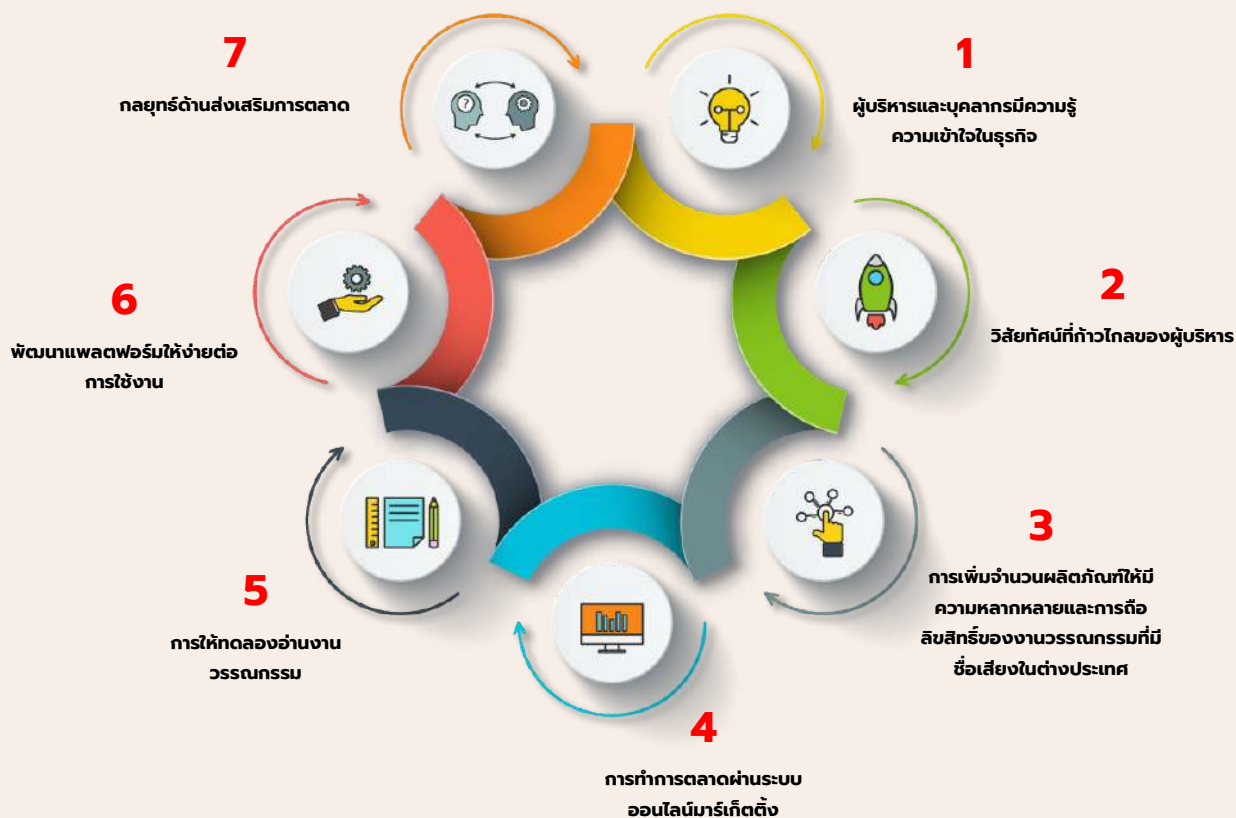 1
ผู้บริหารและบุคลากรมีความรู้
ความเข้าใจในธุรกิจ
2
วิสัยทัศน์ที่ก้าวไกลของผู้บริหาร
3
การเพิ่มจำนวนผลิตภัณฑ์ให้มี
ความหลากหลายและการถือ
ลิขสิทธิ์ของงานวรรณกรรมที่มี
ชื่อเสียงในต่างประเทศ
4
การทำการตลาดผ่านระบบ
ออนไลน์มาร์เก็ตติ้ง
5
การให้ทดลองอ่านงาน
วรรณกรรม
6
พัฒนาแพลตฟอร์มให้ง่ายต่อ
การใช้งาน
7
กลยุทธ์ด้านส่งเสริมการตลาด
?